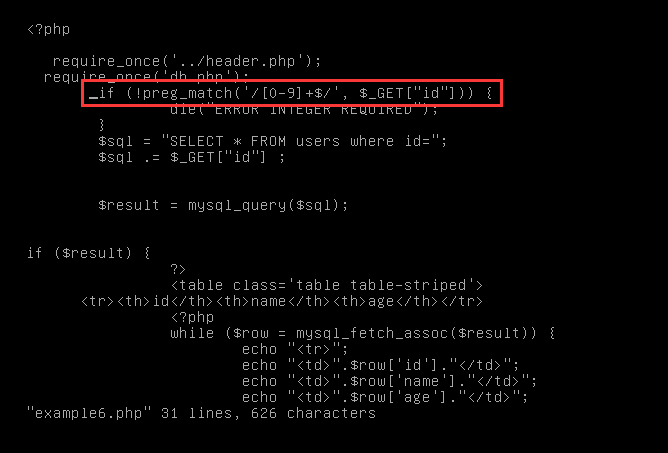 <?php
require_once('../header.php');
require_once('db.php');
_if (!preg_match('/[0-9]+$/', $_GET["id"])) {
die("ERROR INTEGER REQUIRED");
}
$sql = "SELECT * FROM users where id=";
$sql .= $_GET["id"] ;
$result = mysql_query($sql);
if ($result) {
?>
<table class='table table-striped'>
<tr><th>id</th><th>name</th><th>age</th></tr>
<?php
while ($row = mysql_fetch_assoc($result)) {
echo "<tr>";
echo "<td>".$row['id']."</td>";
echo "<td>".$row['name']."</td>";
echo "<td>".$row['age']."</td>";
"example6.php" 31 lines, 626 characters